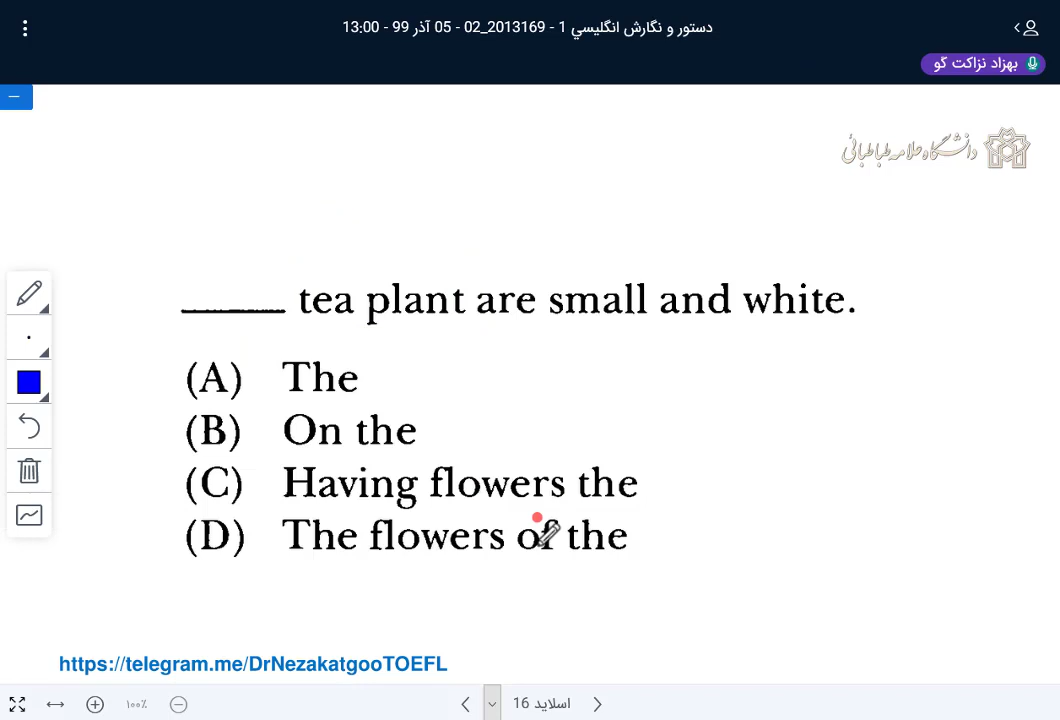 دستور و نگارش انگليسي 1 - 2013169_02 - 05 آذر 99 - 13:00
بهزاد نزاکت گو
دانشگاه علامه طباطبائی
_____ tea plant are small and white.
(A) The
(B) On the
(C) Having flowers the
(D) The flowers of the
https://telegram.me/DrNezakatgooTOEFL
۱۰۰٪
اسلاید 16